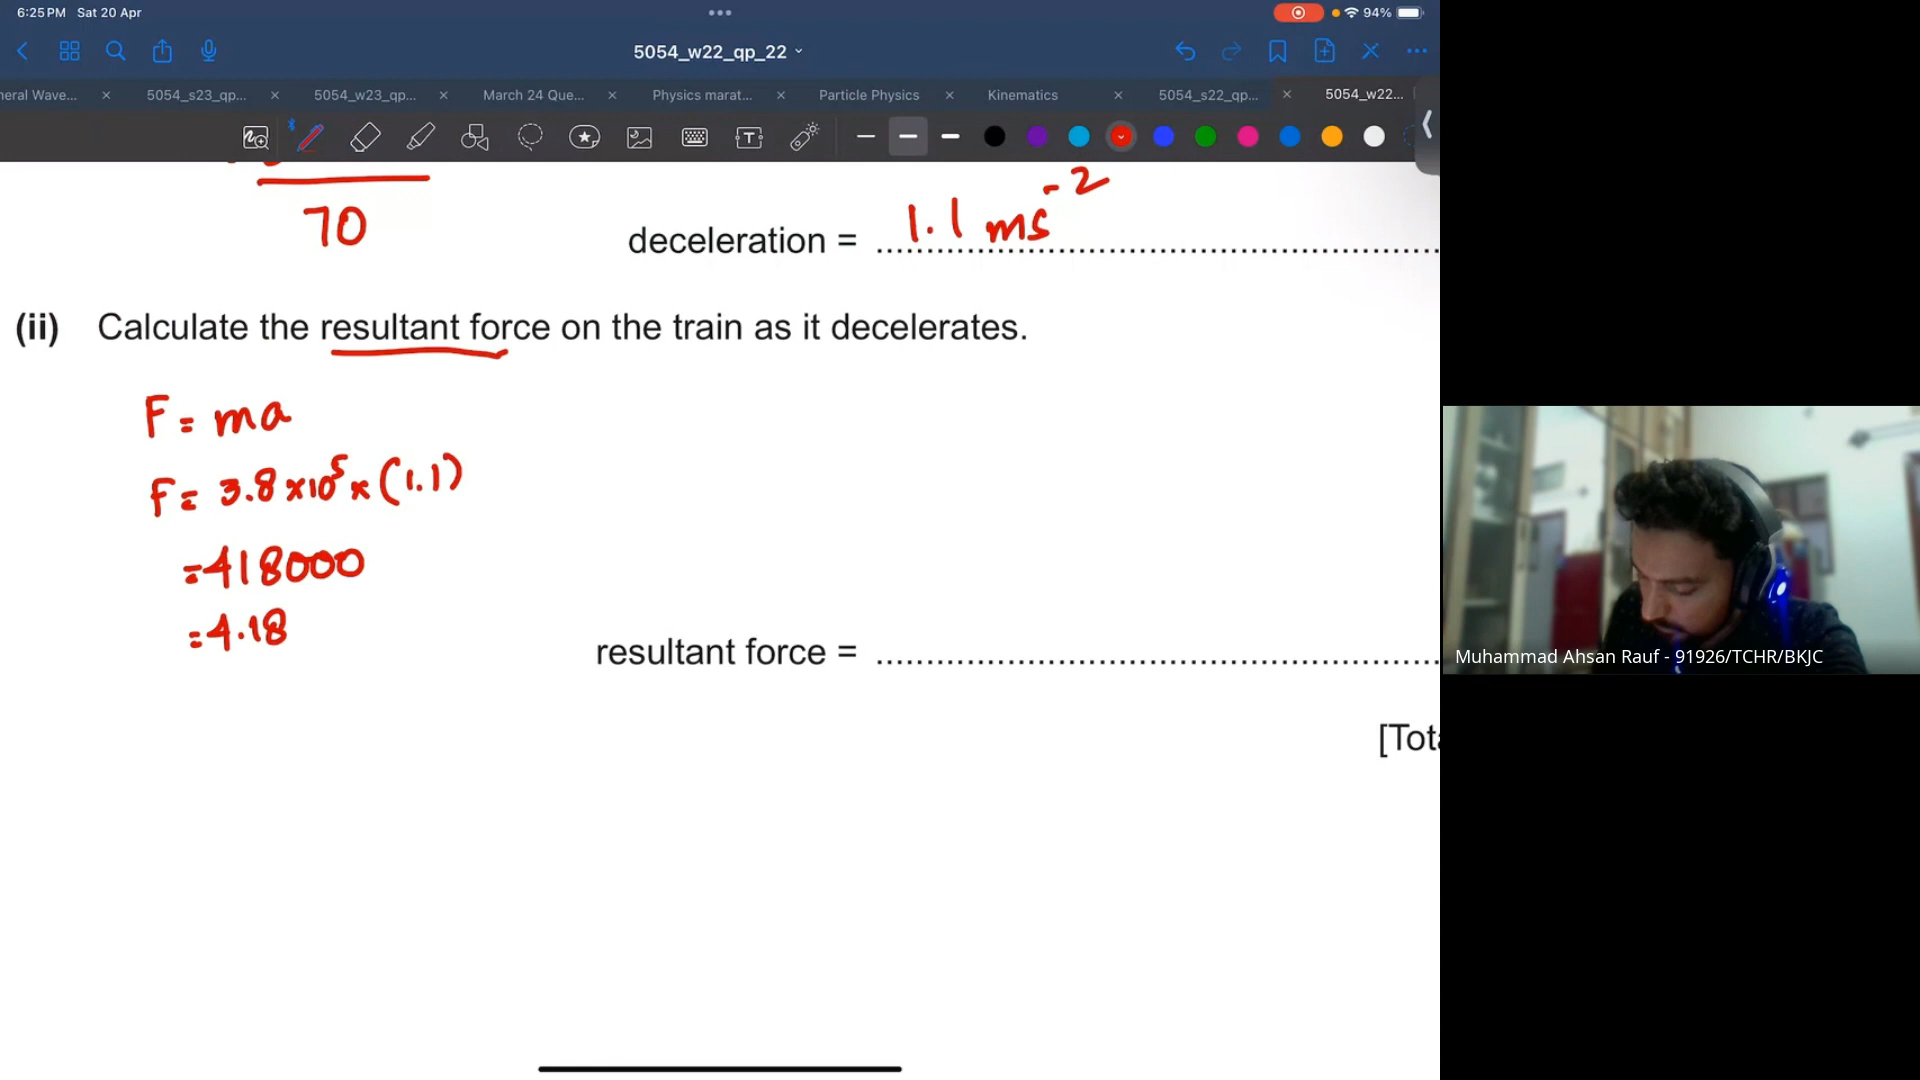 6:25 PM Sat 20 Apr
94%
5054_w22_qp_22
neral Wave...
5054_s23_qp...
5054_w23_qp...
March 24 Que...
Physics marat...
Particle Physics
Kinematics
5054_s22_qp...
5054_w22...
70
deceleration = 1.1 ms⁻²
(ii) Calculate the resultant force on the train as it decelerates.
F = ma
F = 3.8 × 10⁵ × (1.1)
= 418000
= 4.18
resultant force = ........................................................
[Tot
Muhammad Ahsan Rauf - 91926/TCHR/BKJC